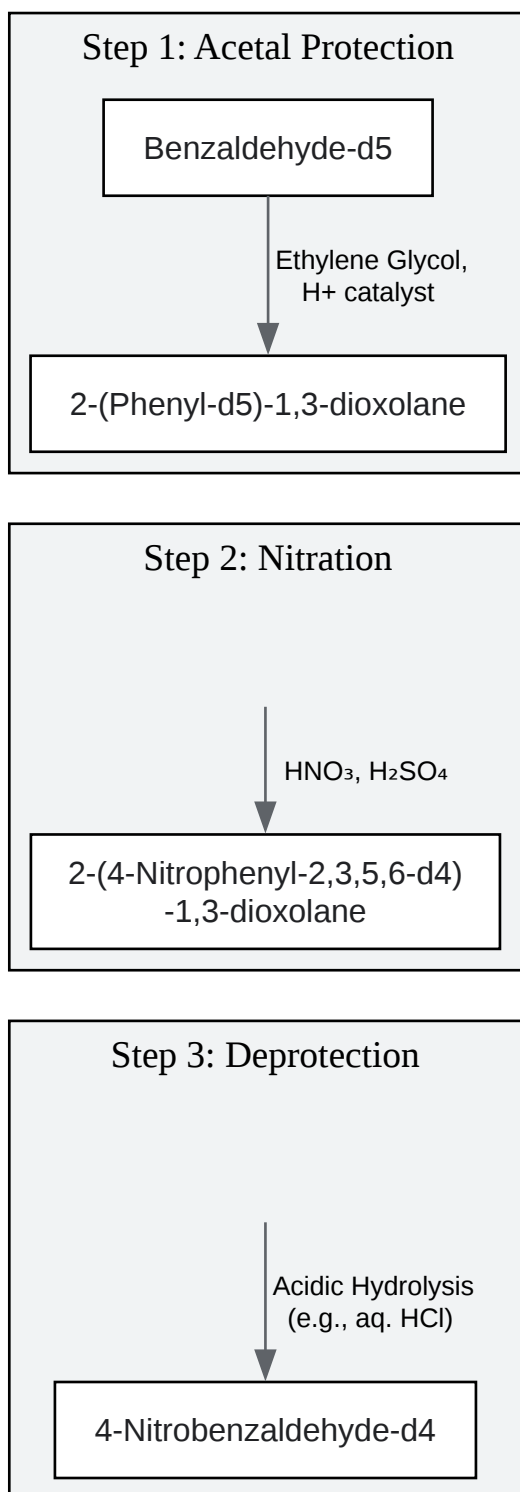 Step 1: Acetal Protection
Benzaldehyde-d5
Ethylene Glycol,
H+ catalyst
2-(Phenyl-d5)-1,3-dioxolane
Step 2: Nitration
HNO₃, H₂SO₄
2-(4-Nitrophenyl-2,3,5,6-d4)
-1,3-dioxolane
Step 3: Deprotection
Acidic Hydrolysis
(e.g., aq. HCl)
4-Nitrobenzaldehyde-d4